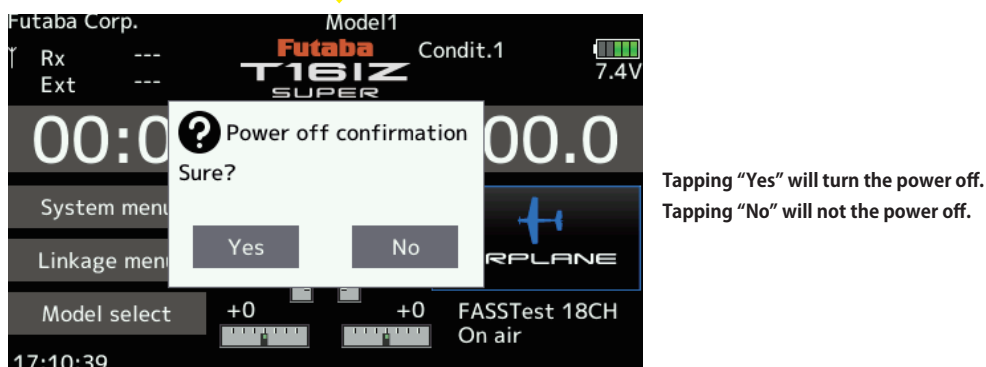 Futaba Corp. Model1
Rx ---
Ext ---
Futaba
T16IZ
SUPER
Condit.1
7.4V
00:0
00.0
Power off confirmation
Sure?
Yes No
System menu
Linkage menu
Model select
RPLANE
+0 +0
FASSTest 18CH
On air
17:10:39
Tapping “Yes” will turn the power off.
Tapping “No” will not the power off.